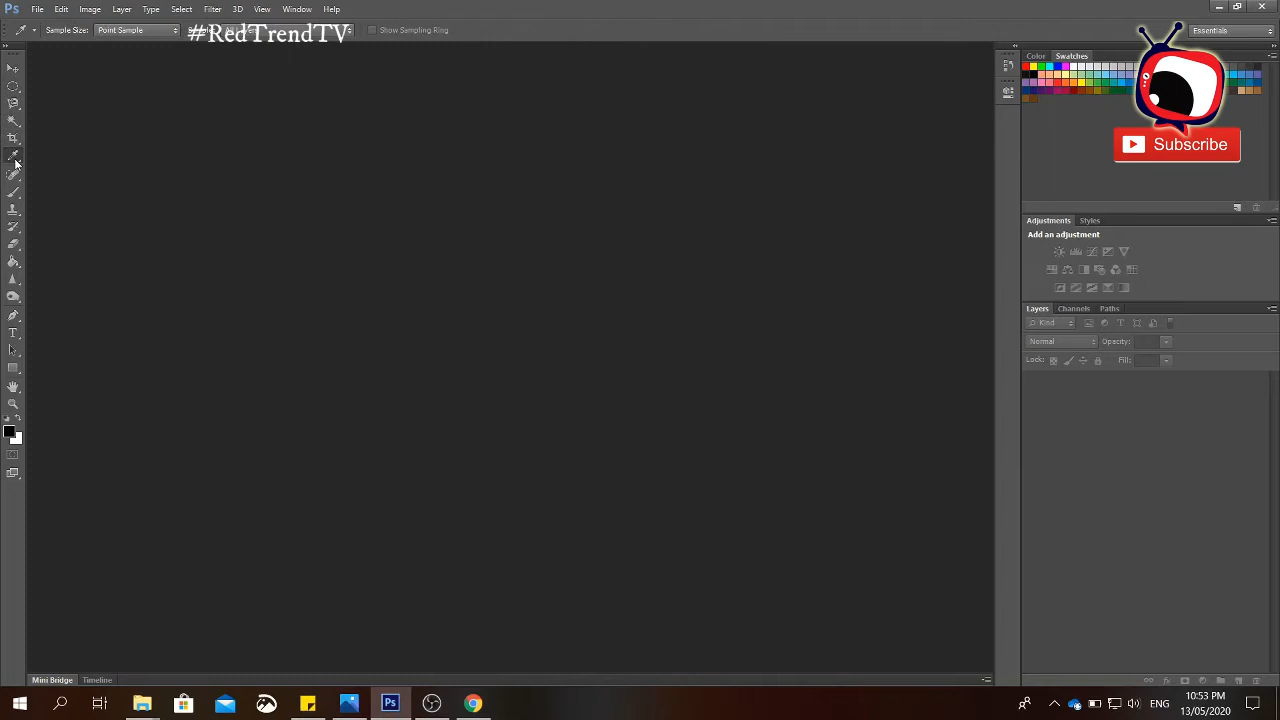 Ps File Edit Image Layer Type Select Filter 3D View Window Help
Sample Size: Point Sample #RedTrendTV Show Sampling Ring Essentials
Color Swatches
Subscribe
Adjustments Styles
Add an adjustment
Layers Channels Paths
Kind
Normal Opacity:
Lock: Fill:
Mini Bridge Timeline
Ps ENG 10:53 PM
13/05/2020